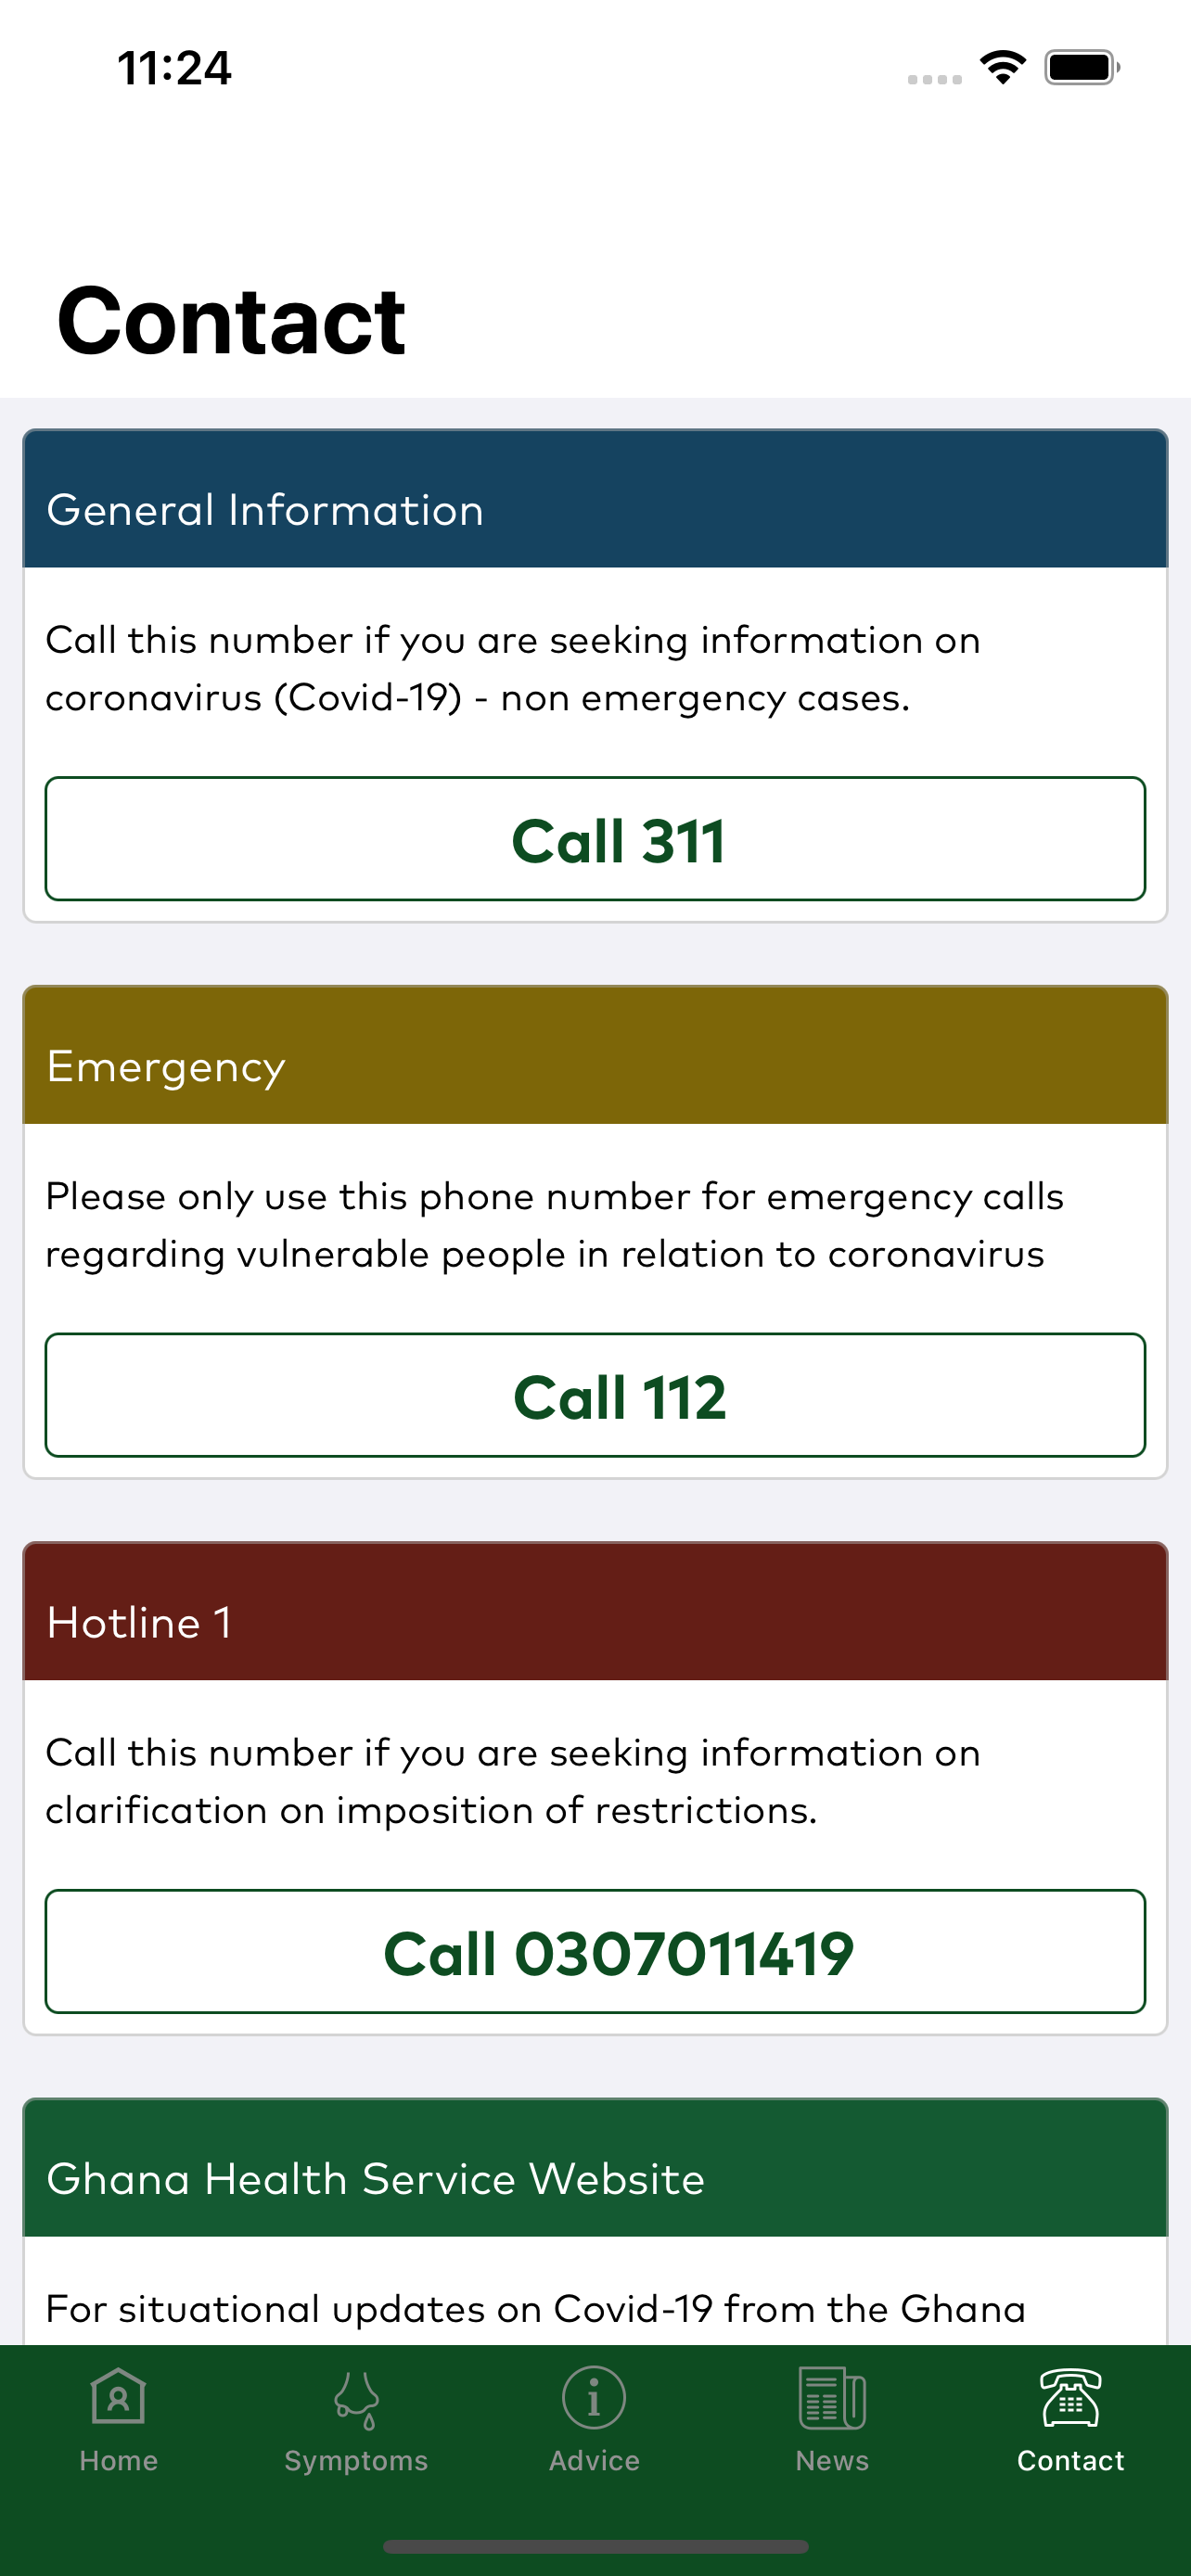 11:24
Contact
General Information
Call this number if you are seeking information on
coronavirus (Covid-19) - non emergency cases.
Call 311
Emergency
Please only use this phone number for emergency calls
regarding vulnerable people in relation to coronavirus
Call 112
Hotline 1
Call this number if you are seeking information on
clarification on imposition of restrictions.
Call 0307011419
Ghana Health Service Website
For situational updates on Covid-19 from the Ghana
Home
Symptoms
Advice
News
Contact